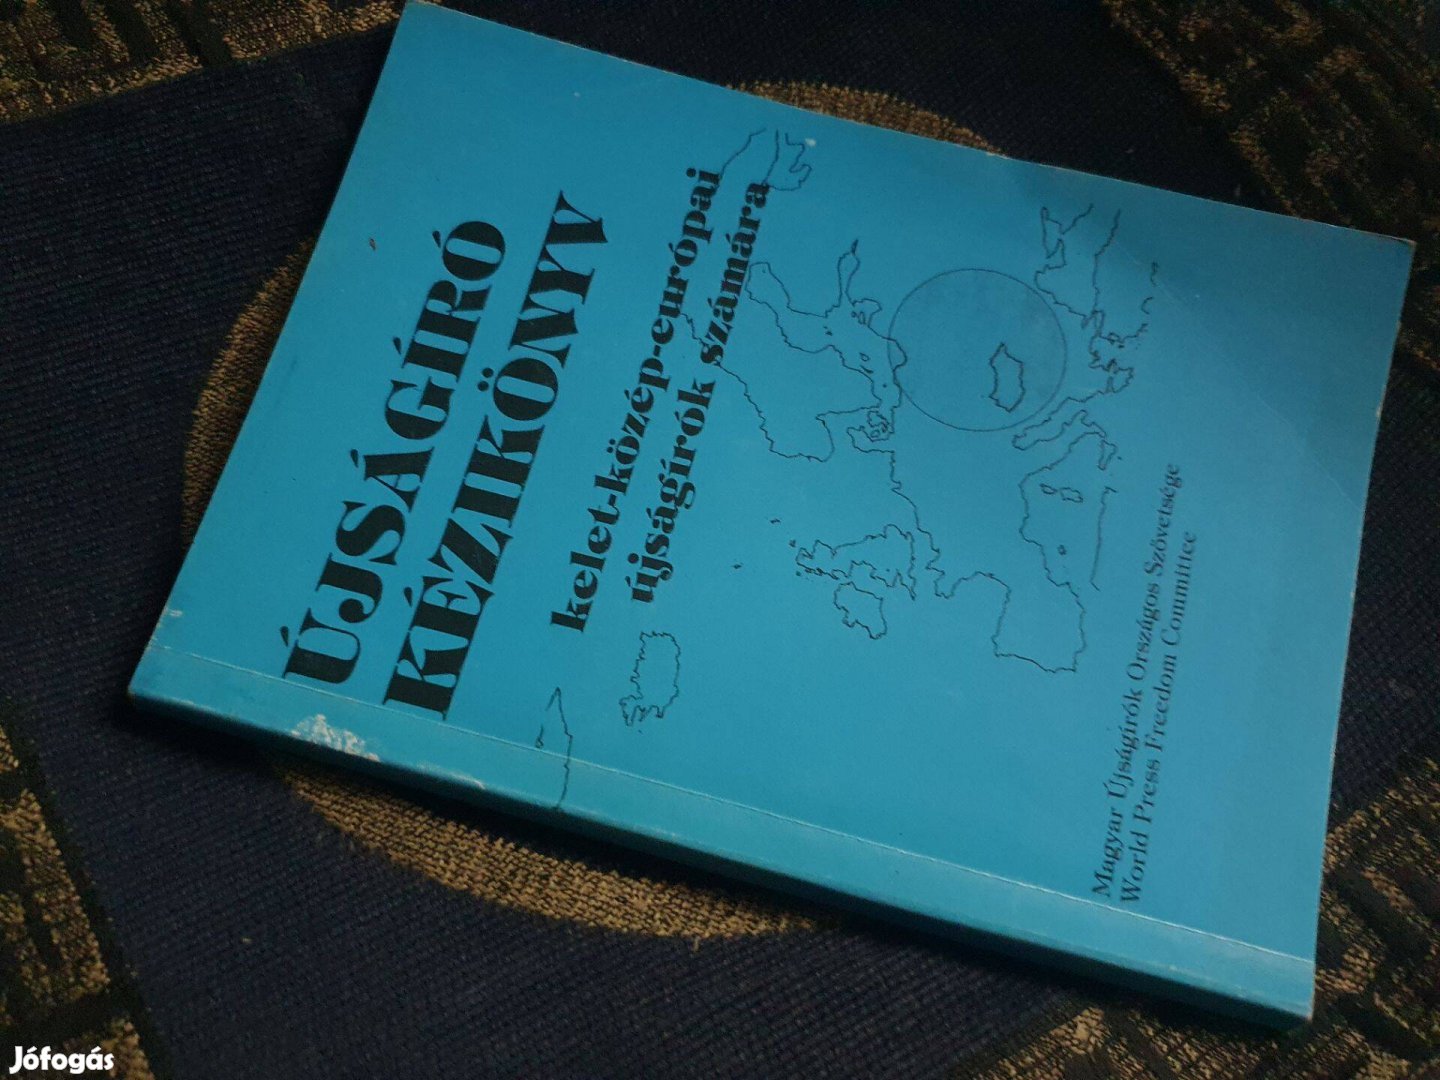 ÚJSÁGÍRÓ
KÉZIKÖNYV
kelet-közép-európai
újságírók számára
Magyar Újságírók Országos Szövetsége
World Press Freedom Committee
Jófogás